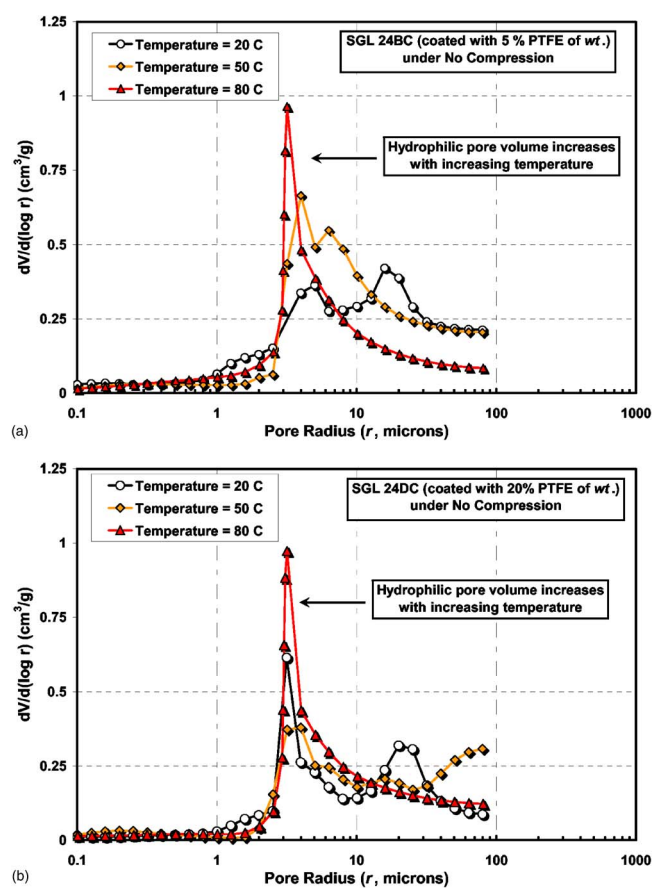 1.25
1
0.75
0.5
0.25
0
dV/d(log r) (cm³/g)
Temperature = 20 C
Temperature = 50 C
Temperature = 80 C
SGL 24BC (coated with 5 % PTFE of wt.)
under No Compression
Hydrophilic pore volume increases
with increasing temperature
0.1 1 10 100 1000
Pore Radius (r, microns)
(a)
1.25
1
0.75
0.5
0.25
0
dV/d(log r) (cm³/g)
Temperature = 20 C
Temperature = 50 C
Temperature = 80 C
SGL 24DC (coated with 20% PTFE of wt.)
under No Compression
Hydrophilic pore volume increases
with increasing temperature
0.1 1 10 100 1000
Pore Radius (r, microns)
(b)